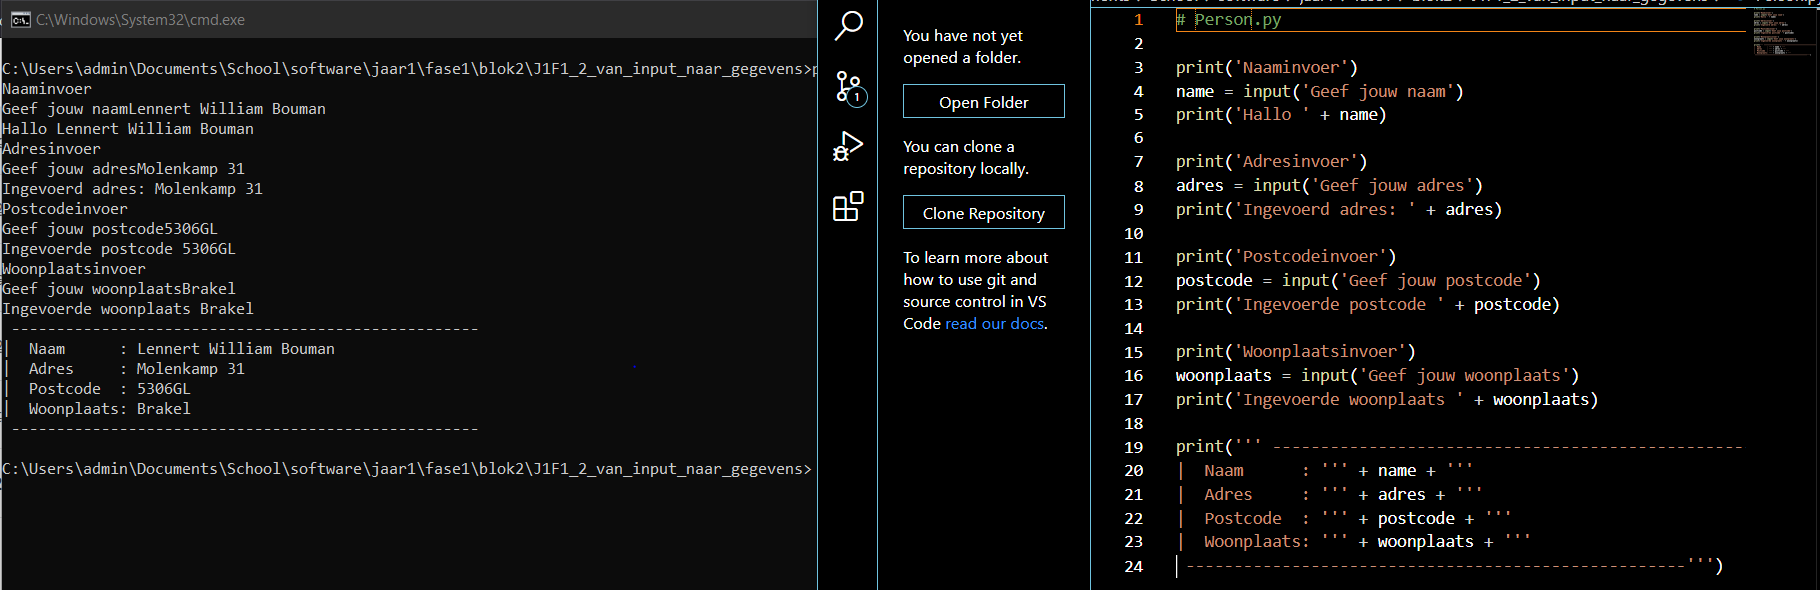 C:\Windows\System32\cmd.exe
C:\Users\admin\Documents\School\software\jaar1\fase1\blok2\J1F1_2_van_input_naar_gegevens>p
Naaminvoer
Geef jouw naamLennert William Bouman
Hallo Lennert William Bouman
Adresinvoer
Geef jouw adresMolenkamp 31
Ingevoerd adres: Molenkamp 31
Postcodeinvoer
Geef jouw postcode5306GL
Ingevoerde postcode 5306GL
Woonplaatsinvoer
Geef jouw woonplaatsBrakel
Ingevoerde woonplaats Brakel
 ----------------------------------------------------
|  Naam      : Lennert William Bouman
|  Adres     : Molenkamp 31
|  Postcode  : 5306GL
|  Woonplaats: Brakel
 ----------------------------------------------------
C:\Users\admin\Documents\School\software\jaar1\fase1\blok2\J1F1_2_van_input_naar_gegevens>
1
You have not yet
opened a folder.
Open Folder
You can clone a
repository locally.
Clone Repository
To learn more about
how to use git and
source control in VS
Code read our docs.
1 # Person.py
2
3 print('Naaminvoer')
4 name = input('Geef jouw naam')
5 print('Hallo ' + name)
6
7 print('Adresinvoer')
8 adres = input('Geef jouw adres')
9 print('Ingevoerd adres: ' + adres)
10
11 print('Postcodeinvoer')
12 postcode = input('Geef jouw postcode')
13 print('Ingevoerde postcode ' + postcode)
14
15 print('Woonplaatsinvoer')
16 woonplaats = input('Geef jouw woonplaats')
17 print('Ingevoerde woonplaats ' + woonplaats)
18
19 print(''' -------------------------------------------------
20 |  Naam      : ''' + name + '''
21 |  Adres     : ''' + adres + '''
22 |  Postcode  : ''' + postcode + '''
23 |  Woonplaats: ''' + woonplaats + '''
24  ----------------------------------------------------''')